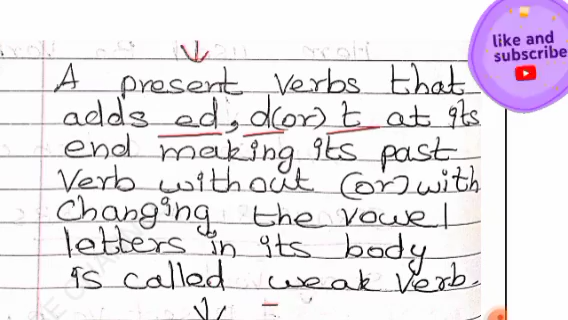 like and
subscribe
A present verbs that
adds ed, d(or) t at its
end making its past
Verb without (or) with
Changing the vowel
letters in its body
is called weak verb.